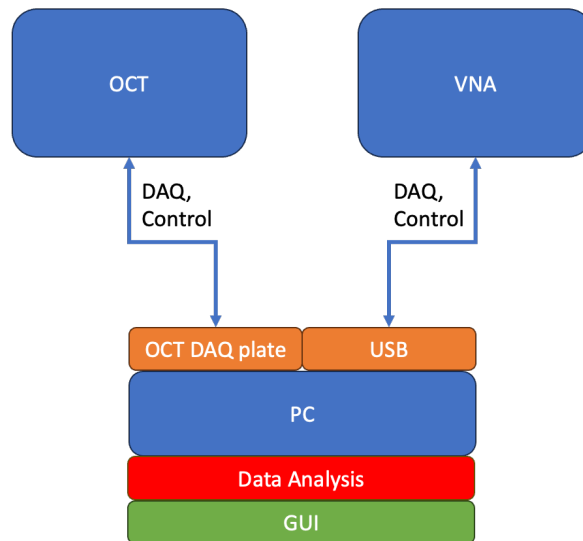 OCT
VNA
DAQ,
Control
DAQ,
Control
OCT DAQ plate
USB
PC
Data Analysis
GUI